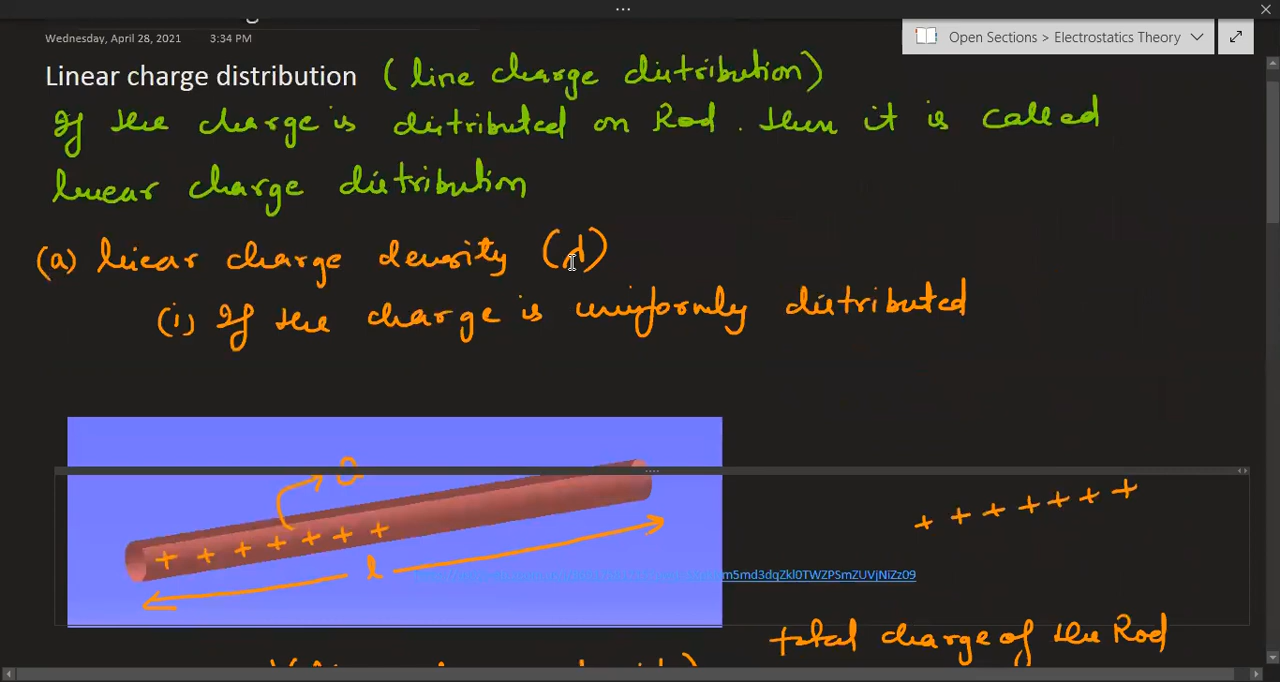 Wednesday, April 28, 2021 3:34 PM
Open Sections > Electrostatics Theory
Linear charge distribution (line charge distribution)
If the charge is distributed on Rod. then it is called
linear charge distribution
(a) linear charge density (λ)
(i) If the charge is uniformly distributed
Q
+ + + + + + +
+ + + + + + +
l
total charge of the Rod